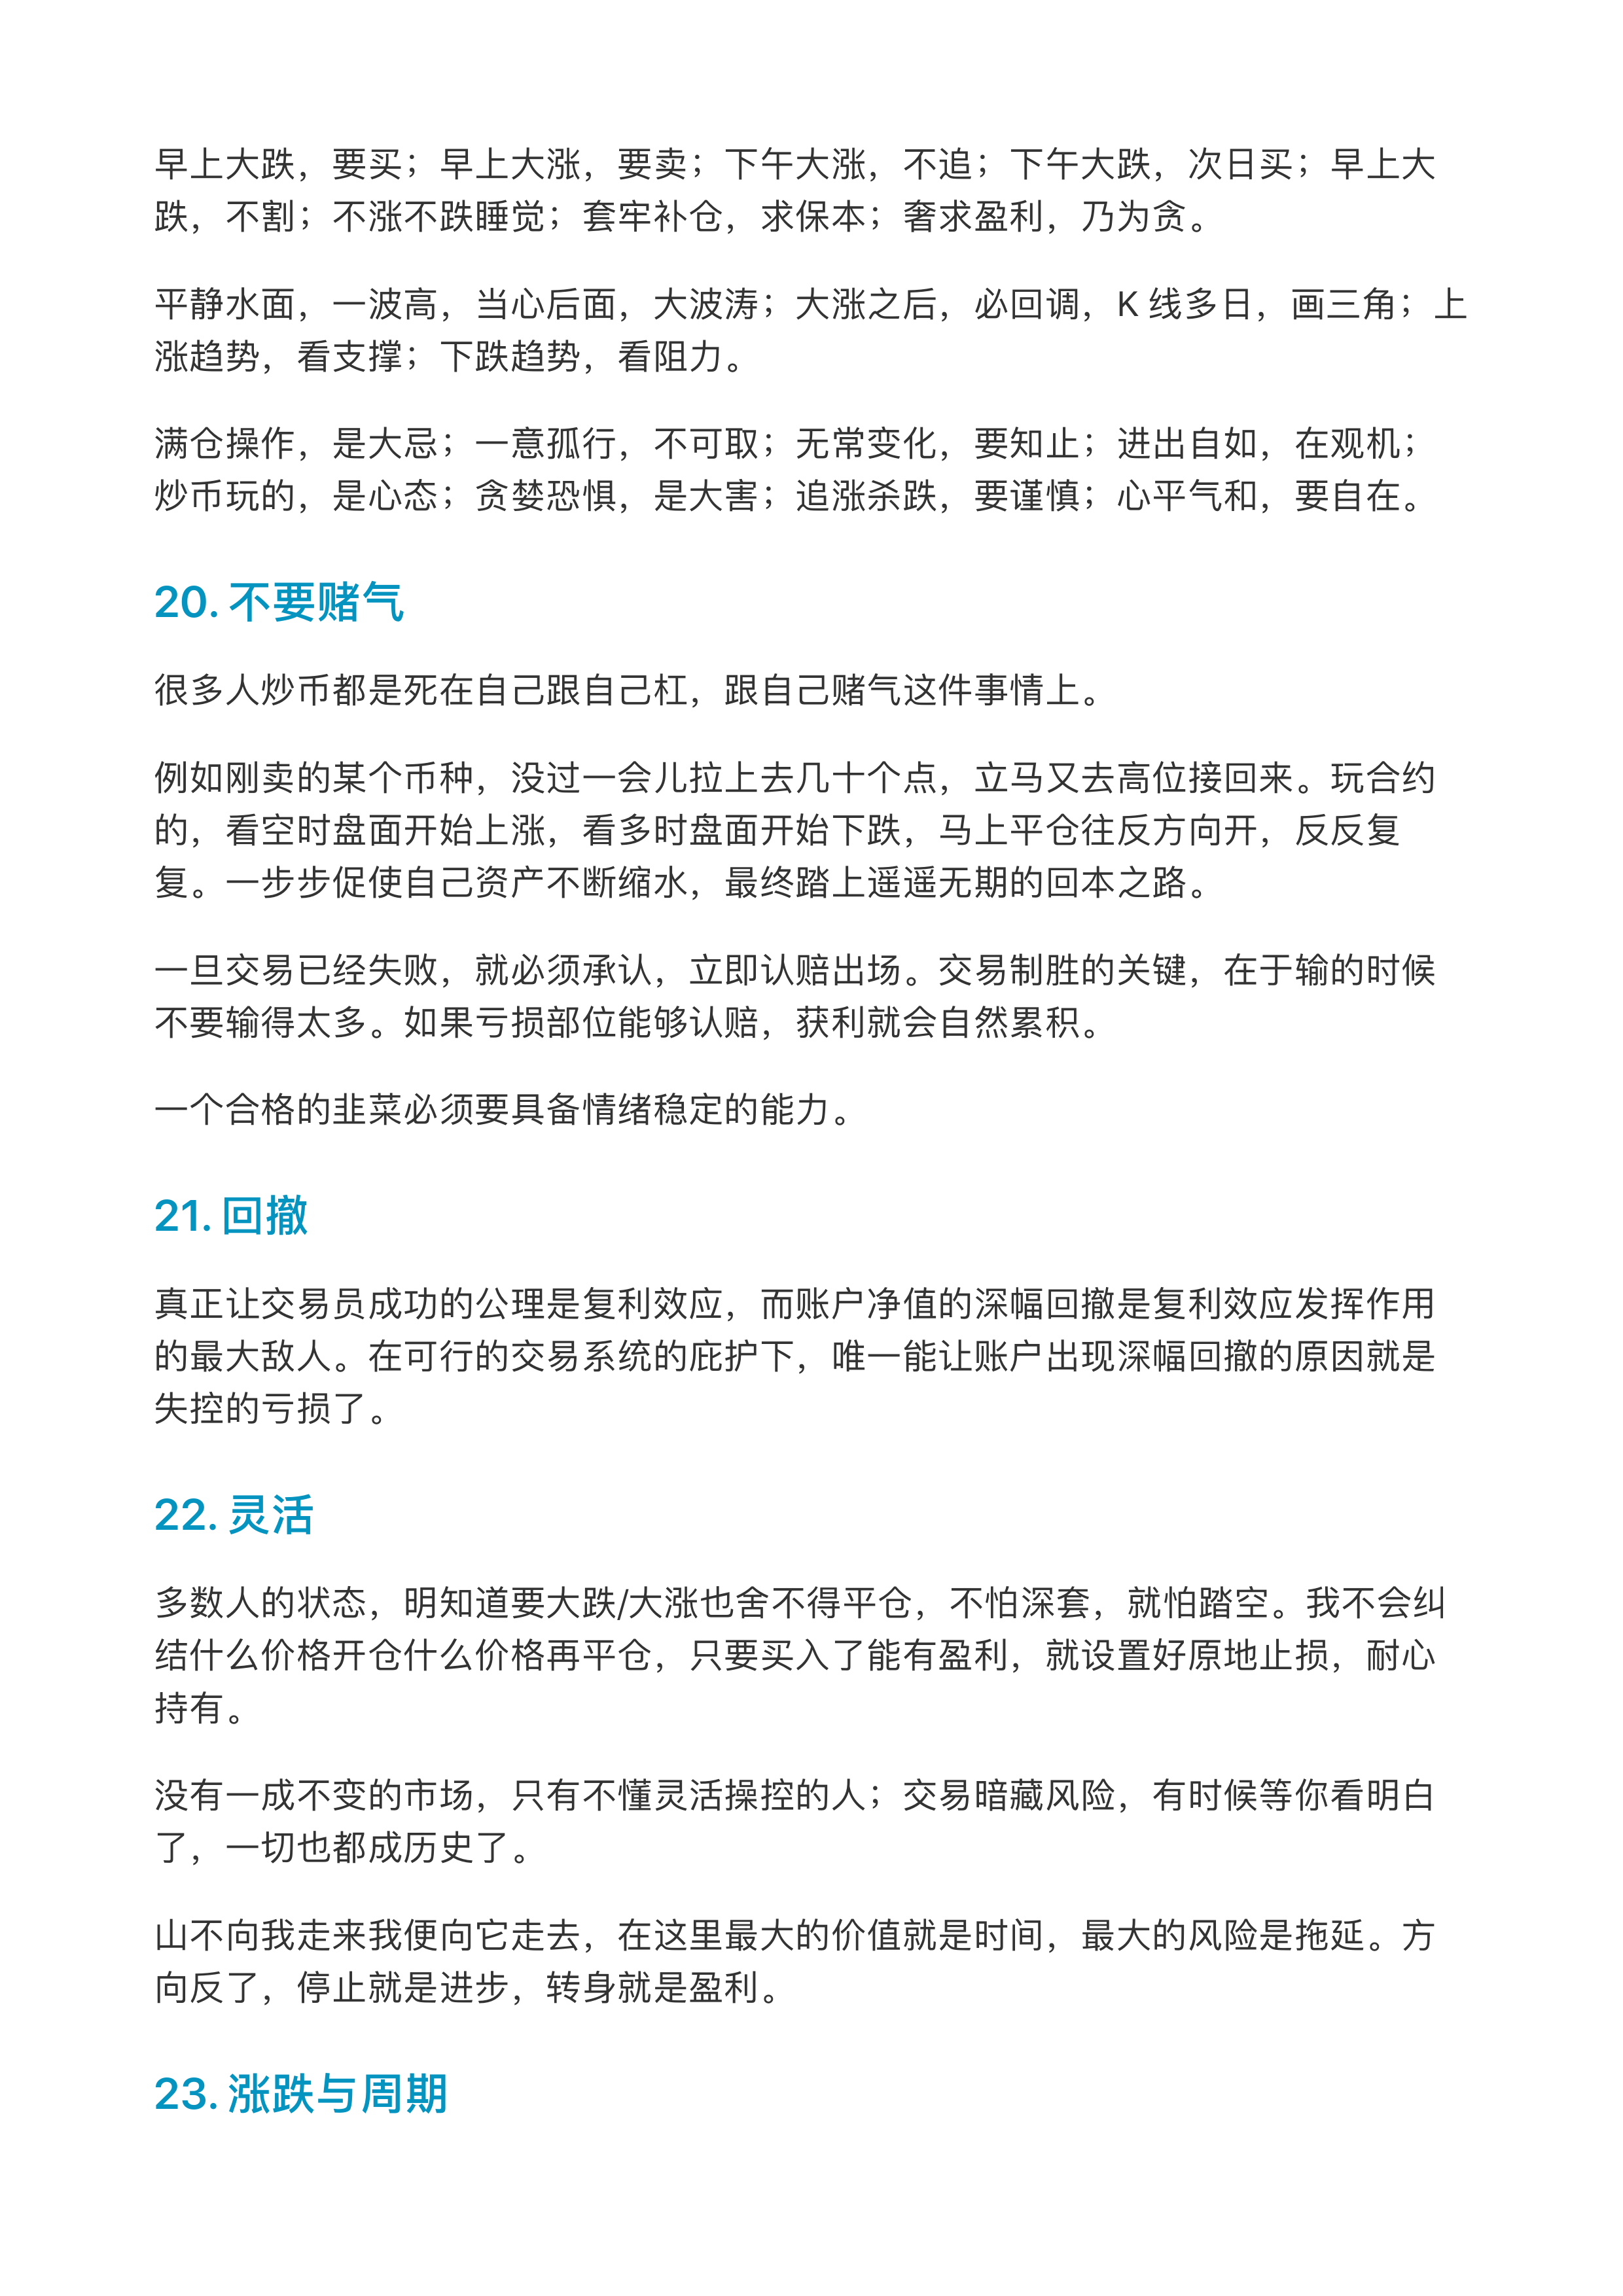 早上大跌，要买；早上大涨，要卖；下午大涨，不追；下午大跌，次日买；早上大
跌，不割；不涨不跌睡觉；套牢补仓，求保本；奢求盈利，乃为贪。
平静水面，一波高，当心后面，大波涛；大涨之后，必回调，K 线多日，画三角；上
涨趋势，看支撑；下跌趋势，看阻力。
满仓操作，是大忌；一意孤行，不可取；无常变化，要知止；进出自如，在观机；
炒币玩的，是心态；贪婪恐惧，是大害；追涨杀跌，要谨慎；心平气和，要自在。
20. 不要赌气
很多人炒币都是死在自己跟自己杠，跟自己赌气这件事情上。
例如刚卖的某个币种，没过一会儿拉上去几十个点，立马又去高位接回来。玩合约
的，看空时盘面开始上涨，看多时盘面开始下跌，马上平仓往反方向开，反反复
复。一步步促使自己资产不断缩水，最终踏上遥遥无期的回本之路。
一旦交易已经失败，就必须承认，立即认赔出场。交易制胜的关键，在于输的时候
不要输得太多。如果亏损部位能够认赔，获利就会自然累积。
一个合格的韭菜必须要具备情绪稳定的能力。
21. 回撤
真正让交易员成功的公理是复利效应，而账户净值的深幅回撤是复利效应发挥作用
的最大敌人。在可行的交易系统的庇护下，唯一能让账户出现深幅回撤的原因就是
失控的亏损了。
22. 灵活
多数人的状态，明知道要大跌/大涨也舍不得平仓，不怕深套，就怕踏空。我不会纠
结什么价格开仓什么价格再平仓，只要买入了能有盈利，就设置好原地止损，耐心
持有。
没有一成不变的市场，只有不懂灵活操控的人；交易暗藏风险，有时候等你看明白
了，一切也都成历史了。
山不向我走来我便向它走去，在这里最大的价值就是时间，最大的风险是拖延。方
向反了，停止就是进步，转身就是盈利。
23. 涨跌与周期